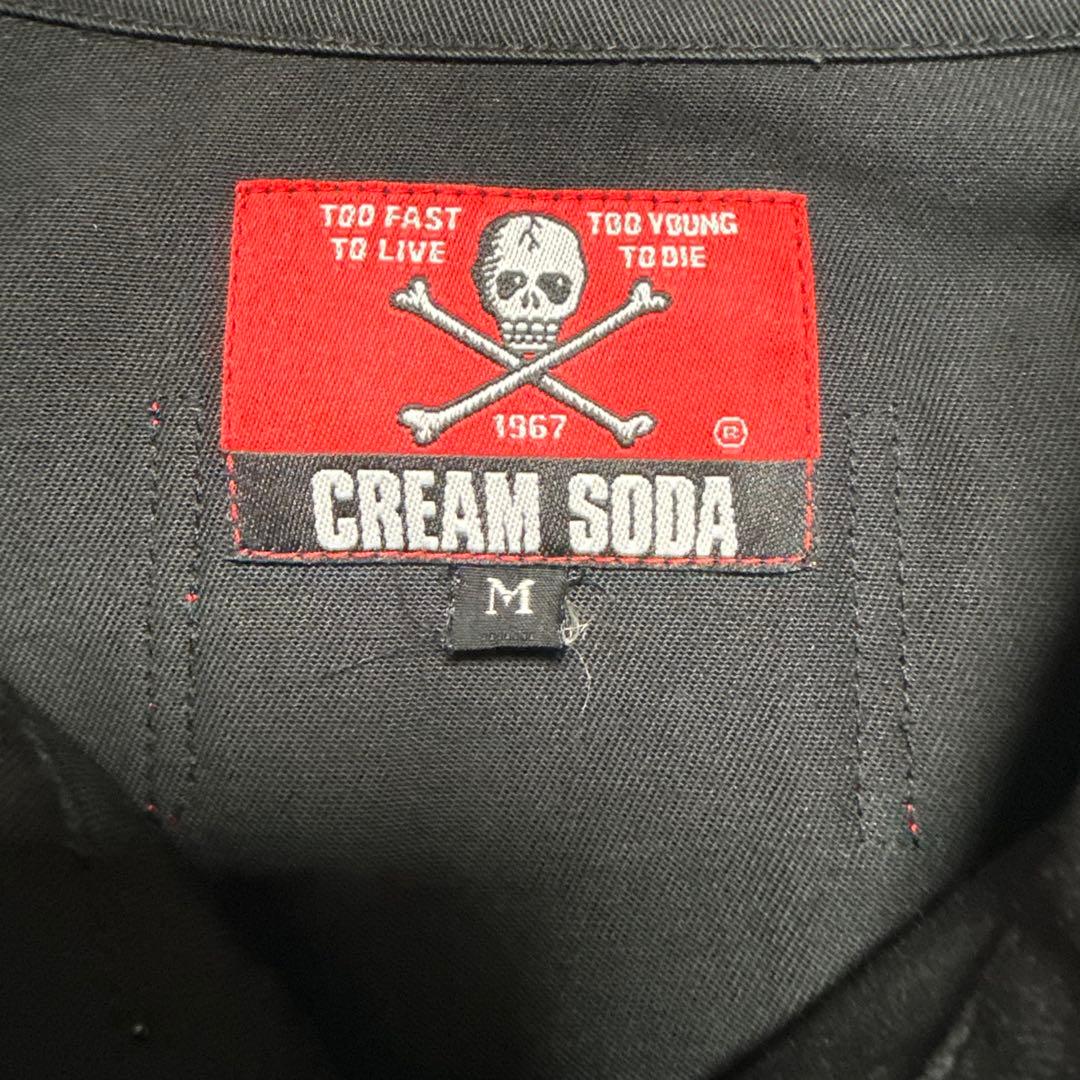 TOO FAST
TO LIVE
TOO YOUNG
TO DIE
1967
®
CREAM SODA
M